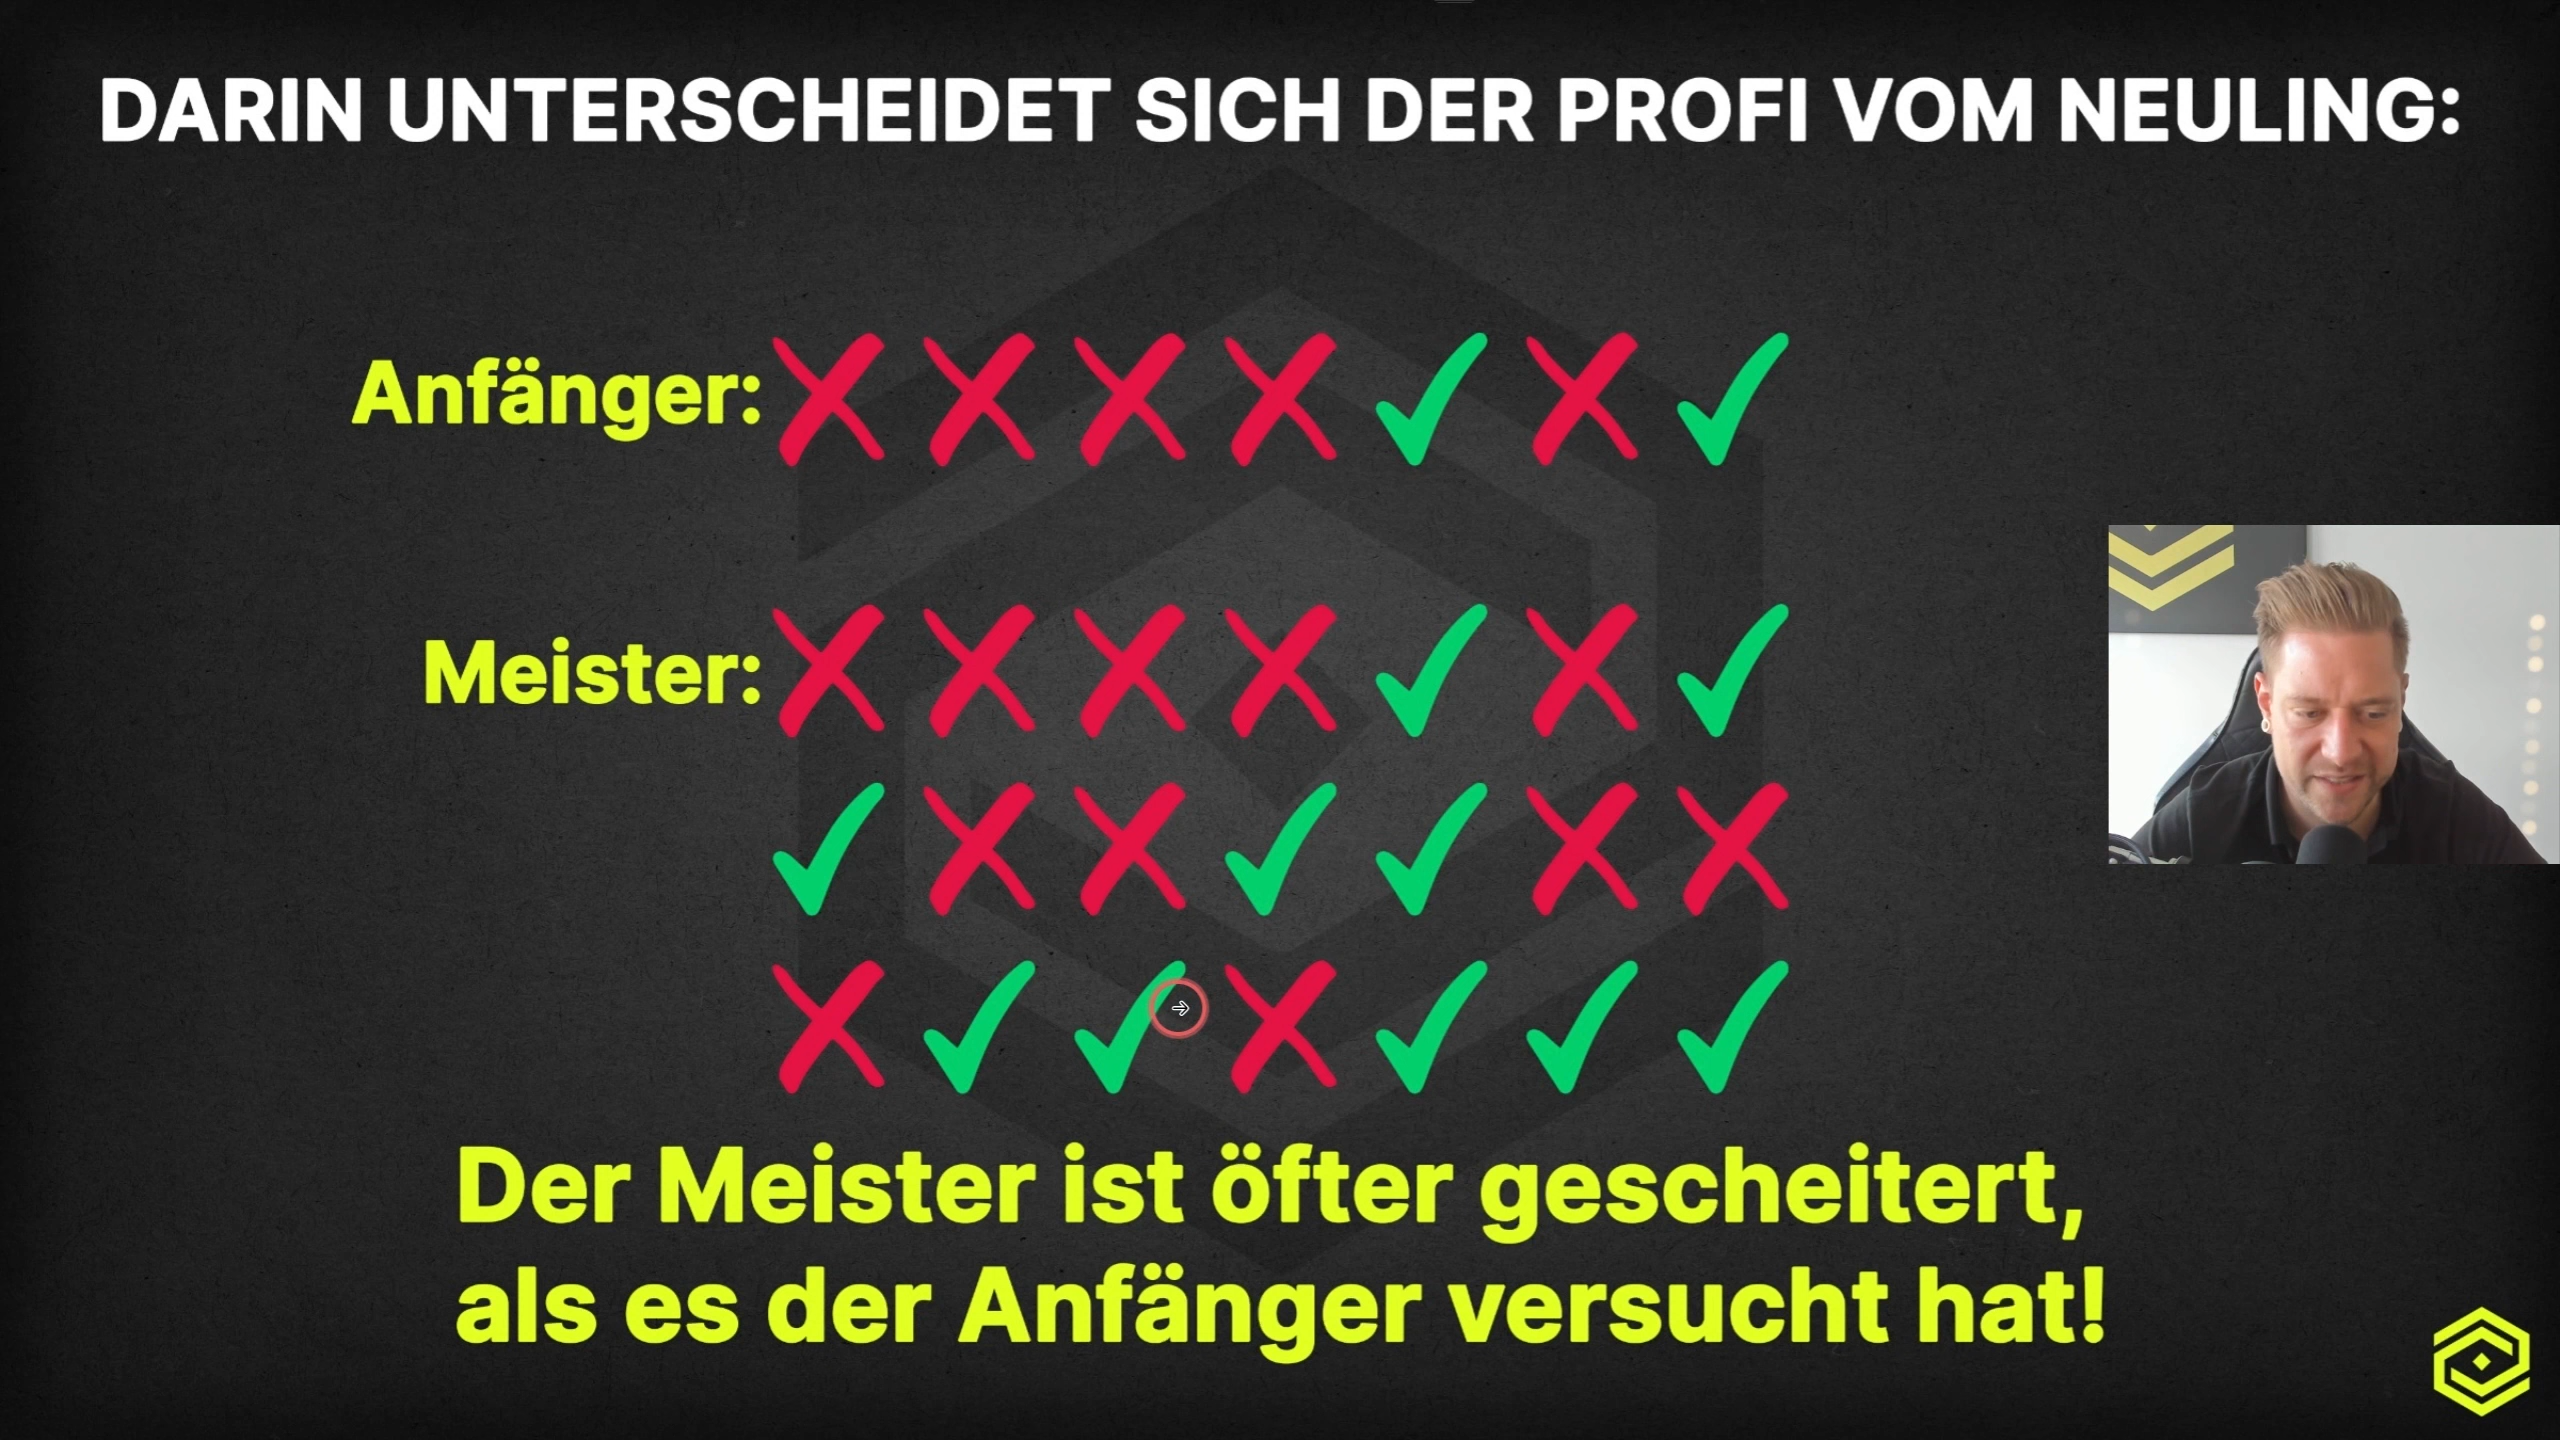 DARIN UNTERSCHEIDET SICH DER PROFI VOM NEULING:
Anfänger:
Meister:
Der Meister ist öfter gescheitert,
als es der Anfänger versucht hat!